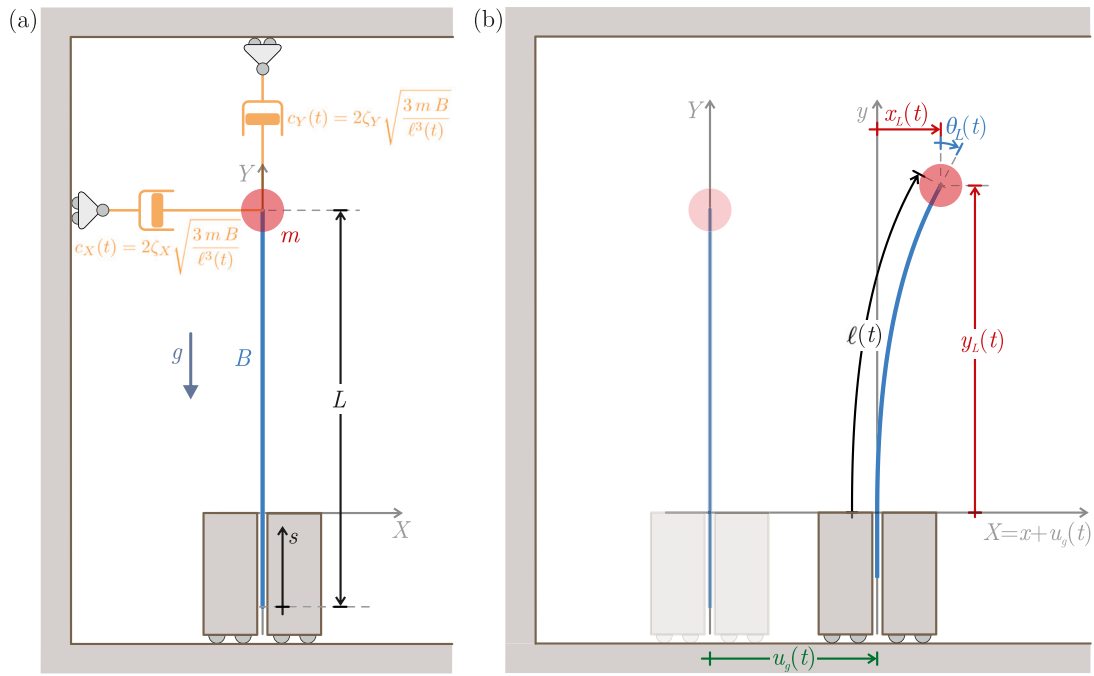 (a)
c_Y(t) = 2ζ_Y √(3 m B / ℓ³(t))
Y
m
c_X(t) = 2ζ_X √(3 m B / ℓ³(t))
g
B
L
s
X
(b)
Y
y
x_L(t)
θ_L(t)
ℓ(t)
y_L(t)
X=x+u_g(t)
u_g(t)